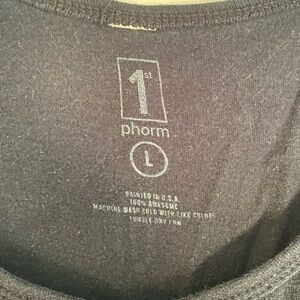 1st
phorm
L
PRINTED IN U.S.A
100% AWESOME
MACHINE WASH COLD WITH LIKE COLORS
TUMBLE DRY LOW